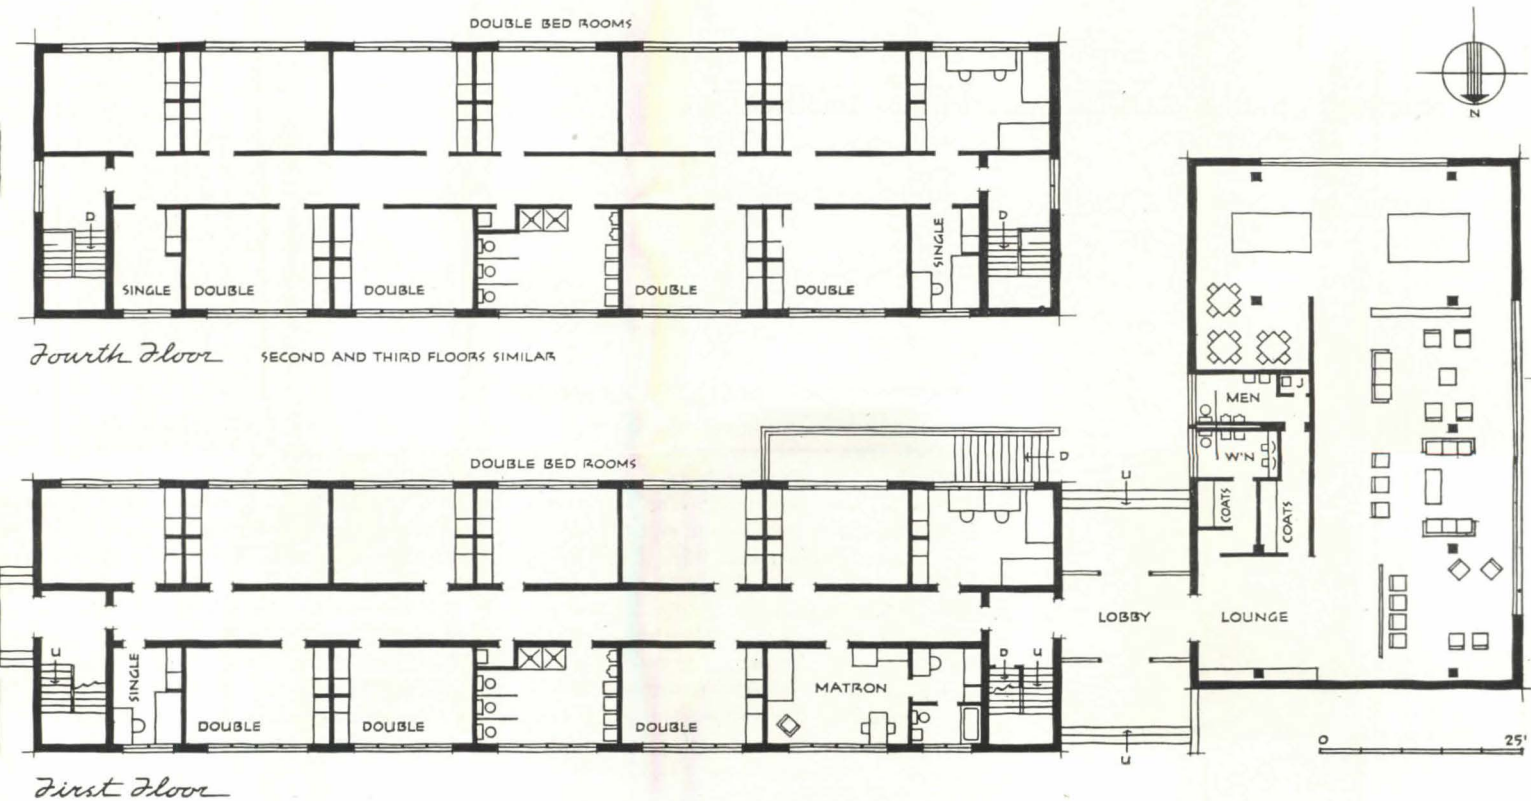 DOUBLE BED ROOMS
N
D
D
SINGLE
SINGLE
DOUBLE
DOUBLE
DOUBLE
DOUBLE
Fourth Floor
SECOND AND THIRD FLOORS SIMILAR
MEN
J
W'N
COATS
COATS
DOUBLE BED ROOMS
D
U
LOBBY
LOUNGE
U
SINGLE
D
U
MATRON
DOUBLE
DOUBLE
DOUBLE
U
0
25'
First Floor